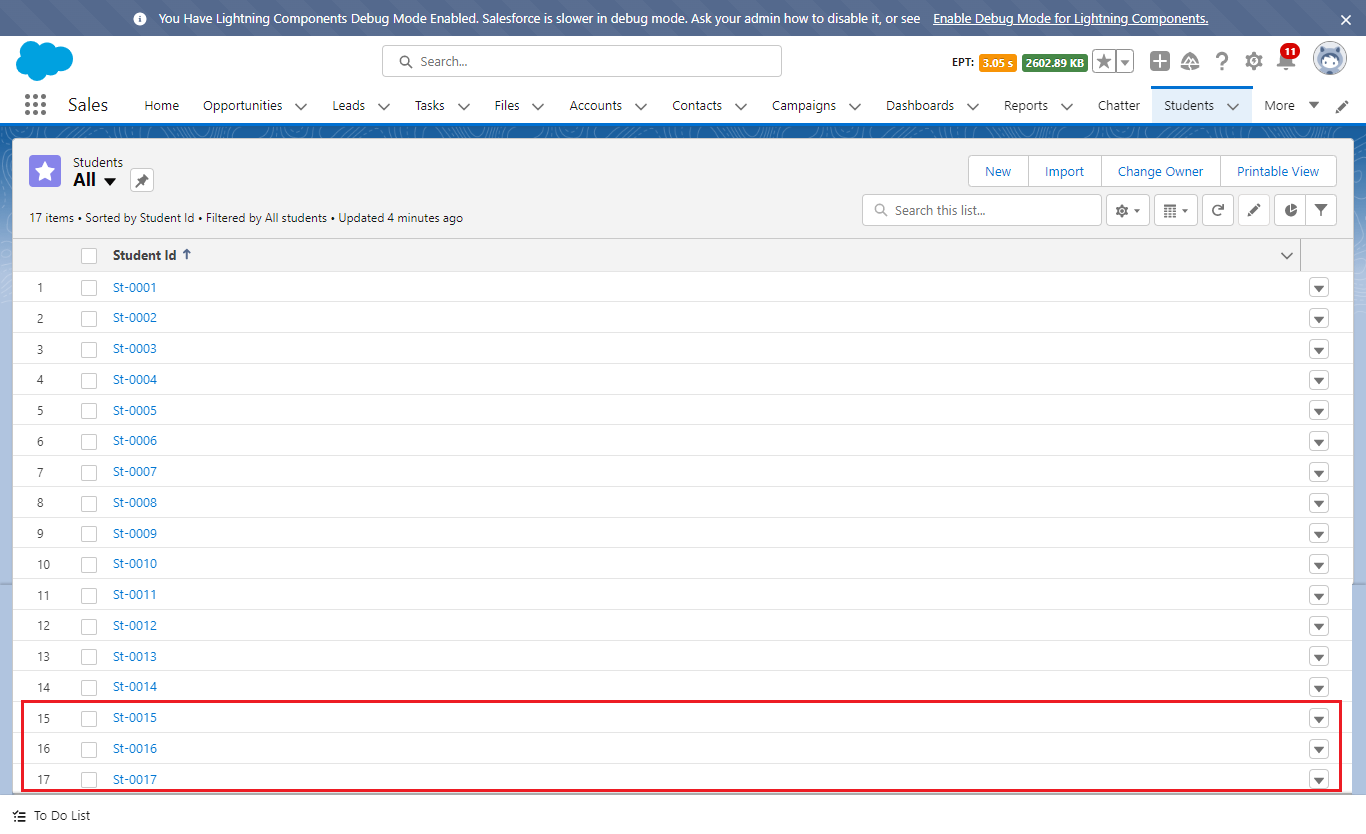 You Have Lightning Components Debug Mode Enabled. Salesforce is slower in debug mode. Ask your admin how to disable it, or see Enable Debug Mode for Lightning Components.
Search... EPT: 3.05 s 2602.89 KB 11
Sales Home Opportunities Leads Tasks Files Accounts Contacts Campaigns Dashboards Reports Chatter Students More
Students
All
New Import Change Owner Printable View
17 items • Sorted by Student Id • Filtered by All students • Updated 4 minutes ago
Search this list...
Student Id ↑
1 St-0001
2 St-0002
3 St-0003
4 St-0004
5 St-0005
6 St-0006
7 St-0007
8 St-0008
9 St-0009
10 St-0010
11 St-0011
12 St-0012
13 St-0013
14 St-0014
15 St-0015
16 St-0016
17 St-0017
To Do List